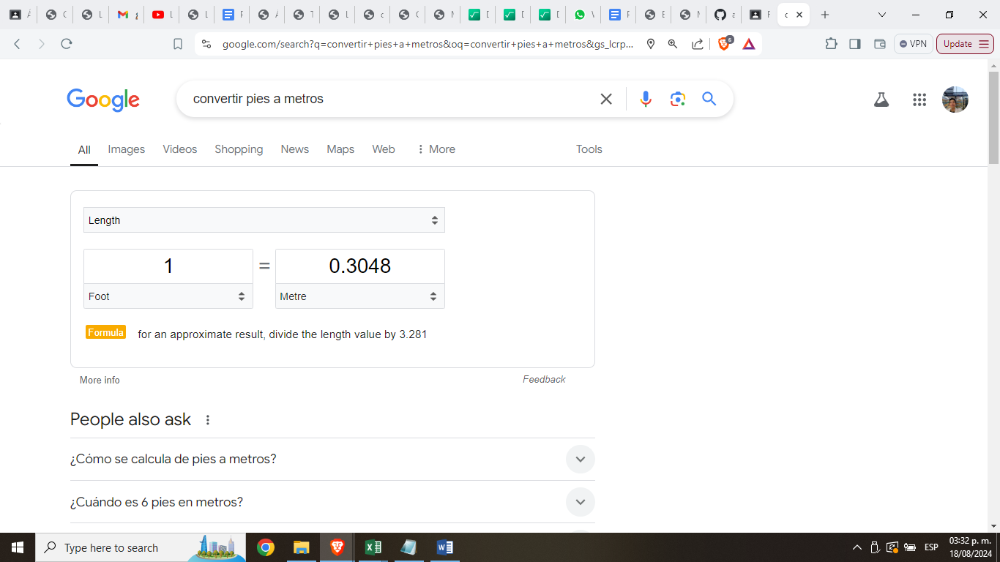 google.com/search?q=convertir+pies+a+metros&oq=convertir+pies+a+metros&gs_lcrp...
6
VPN
Update
Google
convertir pies a metros
All Images Videos Shopping News Maps Web More Tools
Length
1 = 0.3048
Foot Metre
Formula for an approximate result, divide the length value by 3.281
More info Feedback
People also ask
¿Cómo se calcula de pies a metros?
¿Cuándo es 6 pies en metros?
Type here to search
ESP
03:32 p. m.
18/08/2024